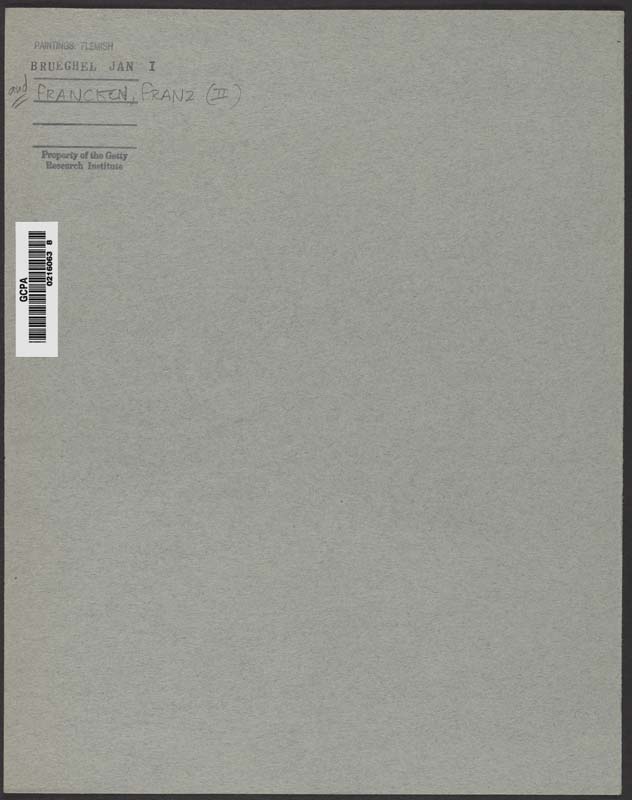 PAINTINGS: FLEMISH
BRUEGHEL JAN I
and FRANCKEN, FRANZ (II)
Property of the Getty
Research Institute
GCPA
0216063 8